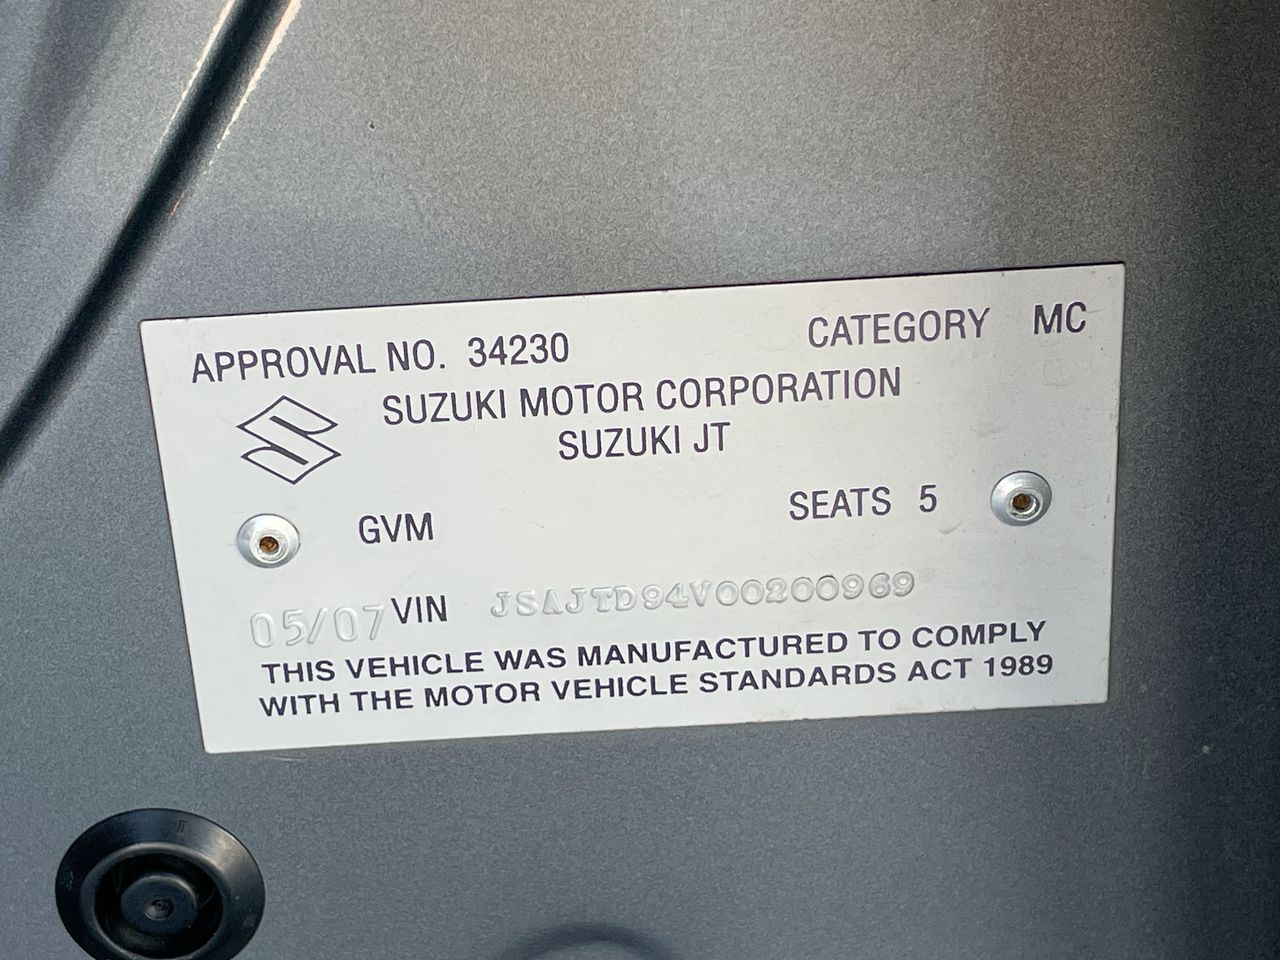 APPROVAL NO. 34230 CATEGORY MC
SUZUKI MOTOR CORPORATION
SUZUKI JT
GVM SEATS 5
05/07 VIN JSAJTD94V00200969
THIS VEHICLE WAS MANUFACTURED TO COMPLY
WITH THE MOTOR VEHICLE STANDARDS ACT 1989